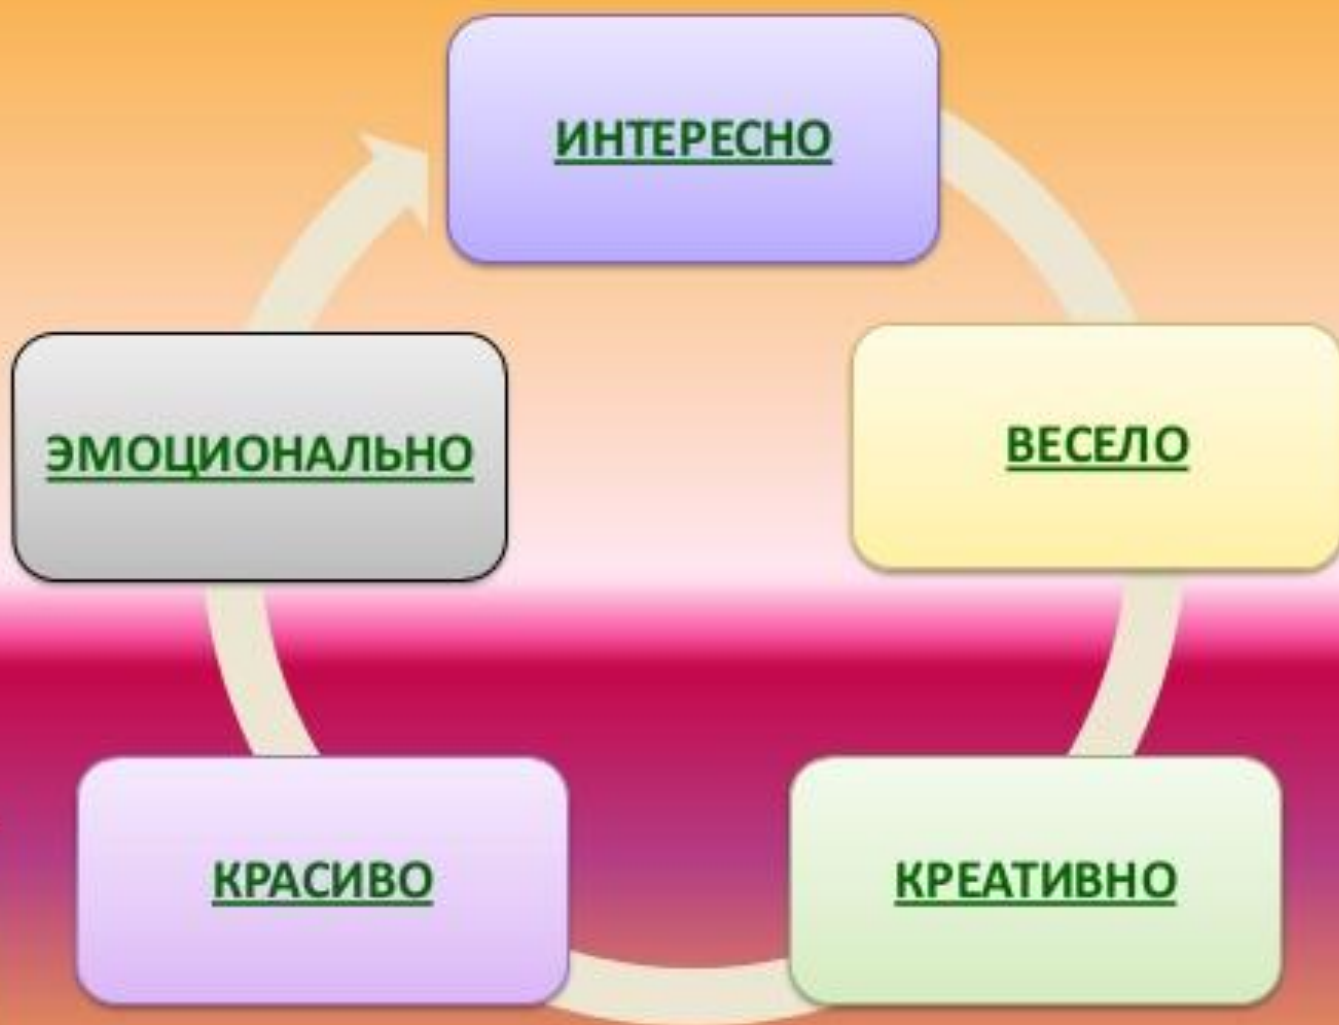 ИНТЕРЕСНО
ВЕСЕЛО
КРЕАТИВНО
КРАСИВО
ЭМОЦИОНАЛЬНО